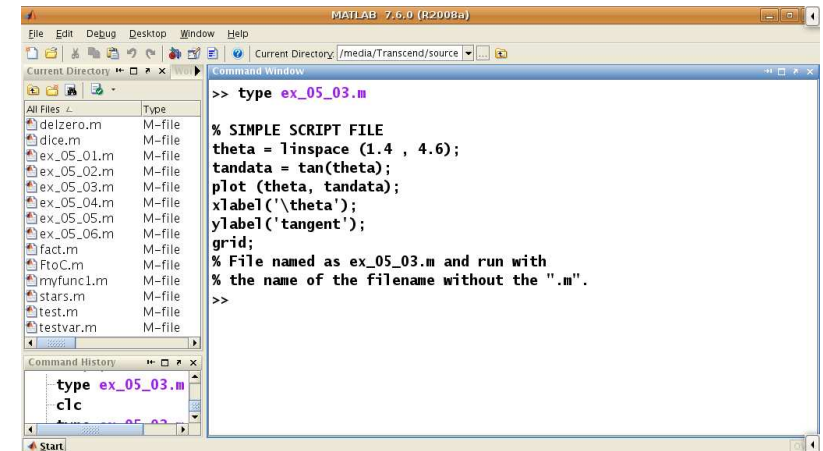 MATLAB 7.6.0 (R2008a)
File Edit Debug Desktop Window Help
Current Directory: /media/Transcend/source
Current Directory
Command Window
All Files Type
delzero.m M-file
dice.m M-file
ex_05_01.m M-file
ex_05_02.m M-file
ex_05_03.m M-file
ex_05_04.m M-file
ex_05_05.m M-file
ex_05_06.m M-file
fact.m M-file
FtoC.m M-file
myfunc1.m M-file
stars.m M-file
test.m M-file
testvar.m M-file
Command History
type ex_05_03.m
clc
Start
>> type ex_05_03.m
% SIMPLE SCRIPT FILE
theta = linspace (1.4 , 4.6);
tandata = tan(theta);
plot (theta, tandata);
xlabel('\theta');
ylabel('tangent');
grid;
% File named as ex_05_03.m and run with
% the name of the filename without the ".m".
>>